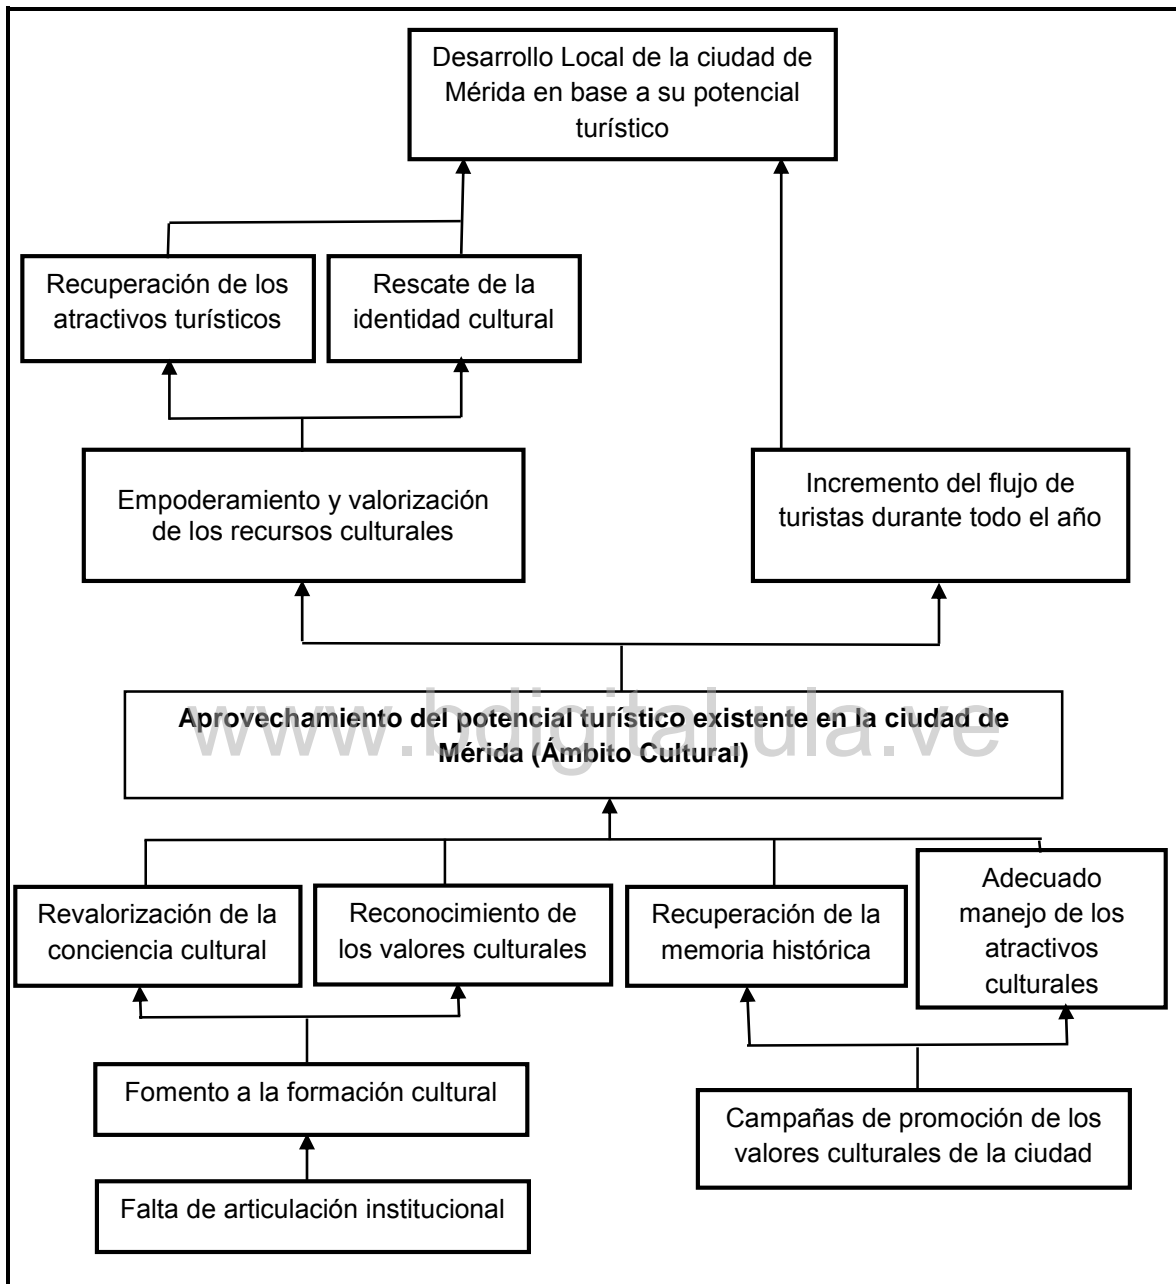 Desarrollo Local de la ciudad de
Mérida en base a su potencial
turístico
Recuperación de los
atractivos turísticos
Rescate de la
identidad cultural
Empoderamiento y valorización
de los recursos culturales
Incremento del flujo de
turistas durante todo el año
Aprovechamiento del potencial turístico existente en la ciudad de
Mérida (Ámbito Cultural)
www.bdigital.ula.ve
Revalorización de la
conciencia cultural
Reconocimiento de
los valores culturales
Recuperación de la
memoria histórica
Adecuado
manejo de los
atractivos
culturales
Fomento a la formación cultural
Campañas de promoción de los
valores culturales de la ciudad
Falta de articulación institucional